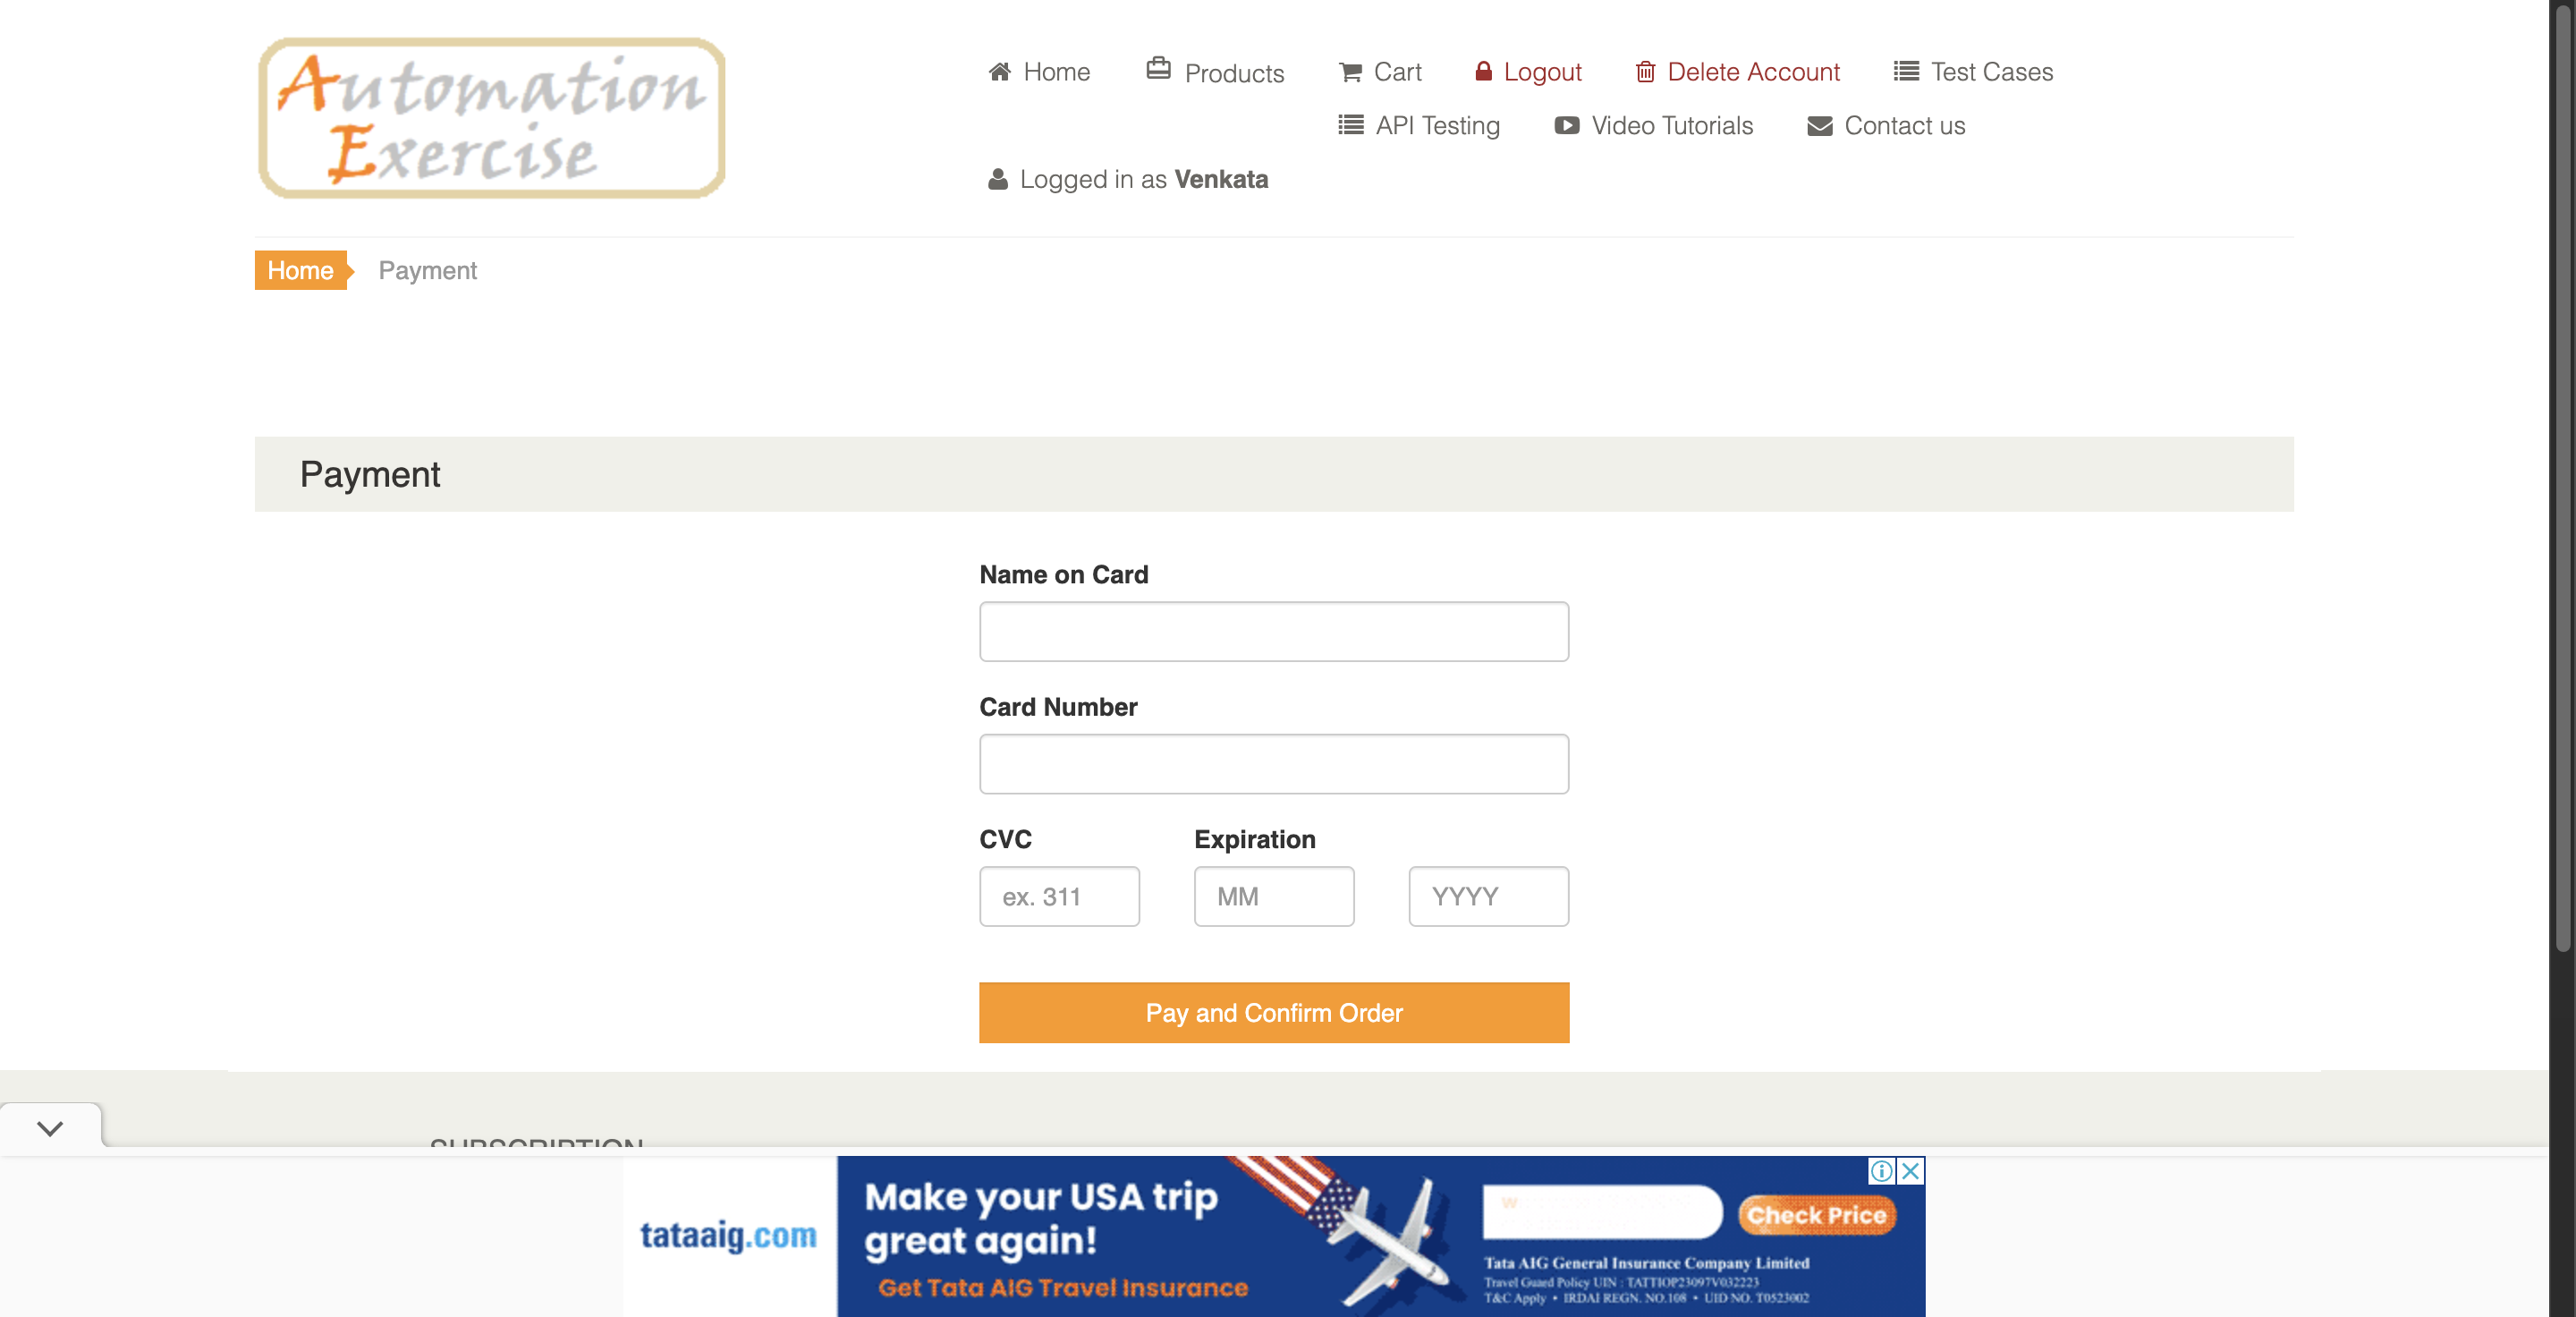 Automation
Exercise
Home Products Cart Logout Delete Account Test Cases
API Testing Video Tutorials Contact us
Logged in as Venkata
Home Payment
Payment
Name on Card
Card Number
CVC Expiration
ex. 311 MM YYYY
Pay and Confirm Order
SUBSCRIPTION
tataaig.com
Make your USA trip
great again!
Get Tata AIG Travel Insurance
W
Check Price
Tata AIG General Insurance Company Limited
Travel Guard Policy UIN : TATTIOP23097V032223
T&C Apply • IRDAI REGN. NO.108 • UID NO. T0523002